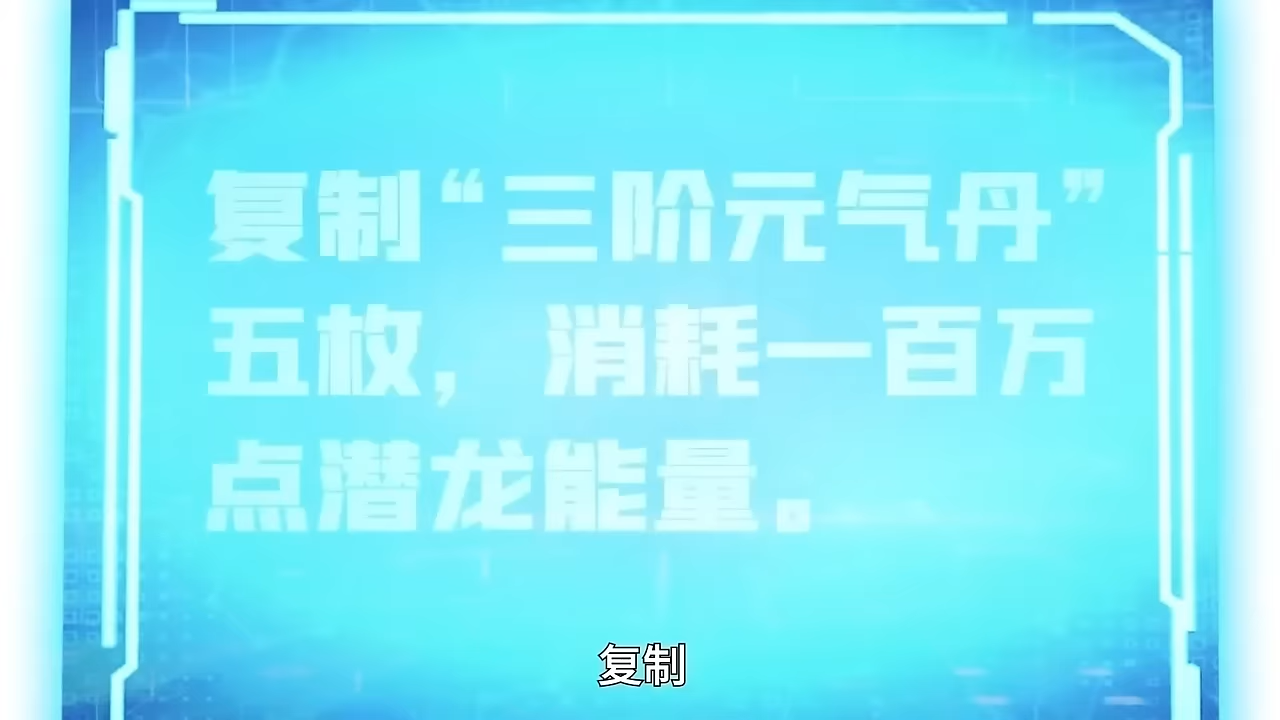 复制“三阶元气丹”
五枚，消耗一百万
点潜龙能量。
复制